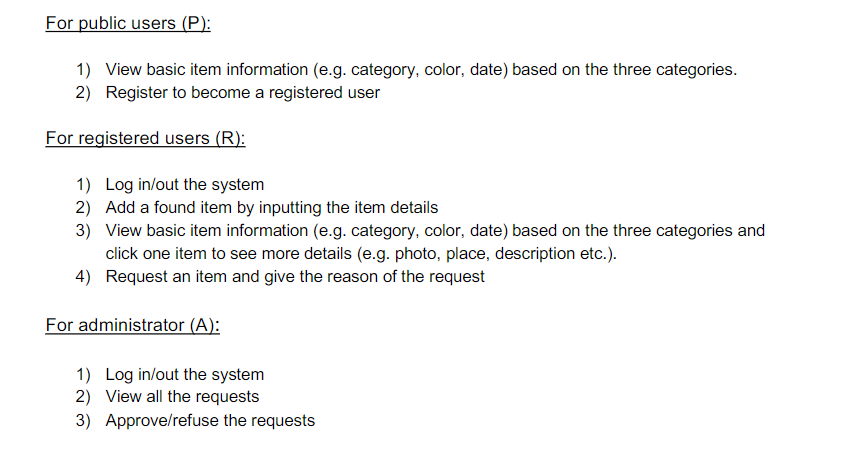 For public users (P):
1) View basic item information (e.g. category, color, date) based on the three categories.
2) Register to become a registered user
For registered users (R):
1) Log in/out the system
2) Add a found item by inputting the item details
3) View basic item information (e.g. category, color, date) based on the three categories and
click one item to see more details (e.g. photo, place, description etc.).
4) Request an item and give the reason of the request
For administrator (A):
1) Log in/out the system
2) View all the requests
3) Approve/refuse the requests